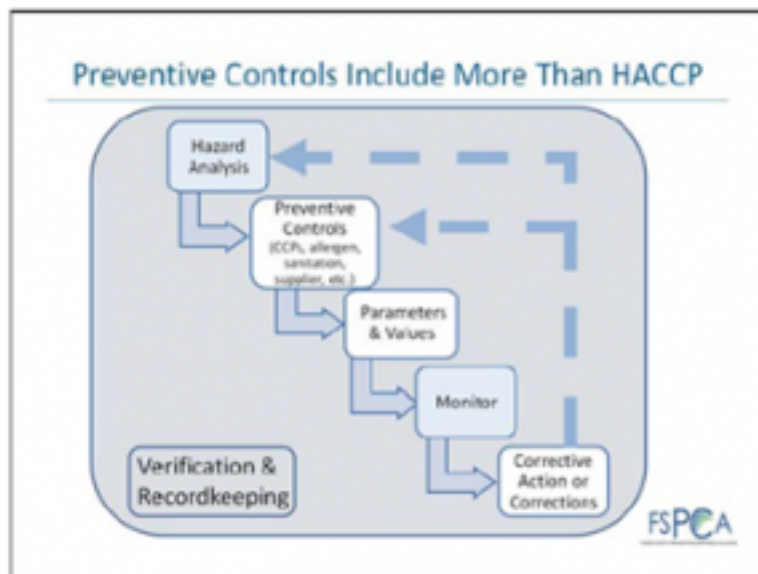 Preventive Controls Include More Than HACCP
Hazard
Analysis
Preventive
Controls
(CCPs, allergen,
sanitation,
supplier, etc.)
Parameters
& Values
Monitor
Corrective
Action or
Corrections
Verification &
Recordkeeping
FSPCA